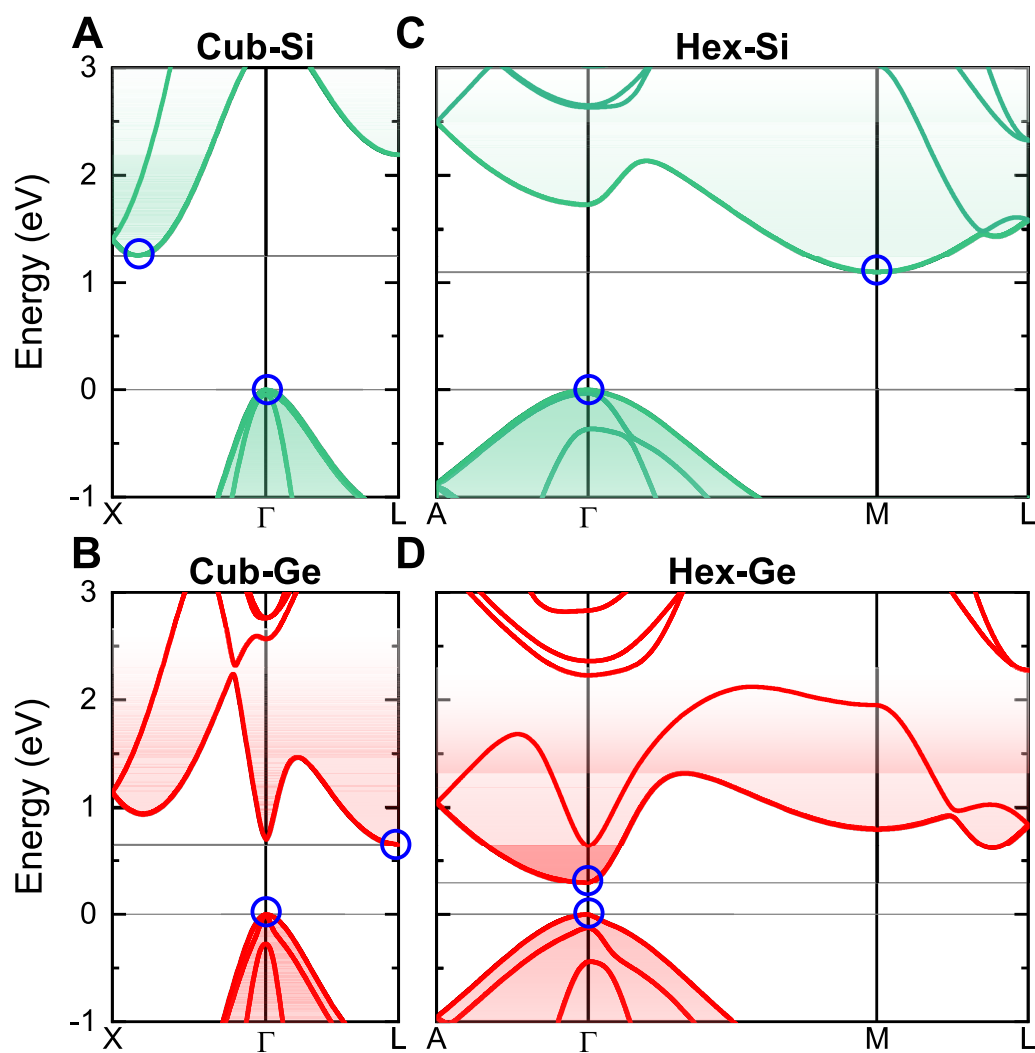 A
Cub-Si
C
Hex-Si
Energy (eV)
3
2
1
0
-1
X
Γ
L
A
Γ
M
L
B
Cub-Ge
D
Hex-Ge
Energy (eV)
3
2
1
0
-1
X
Γ
L
A
Γ
M
L